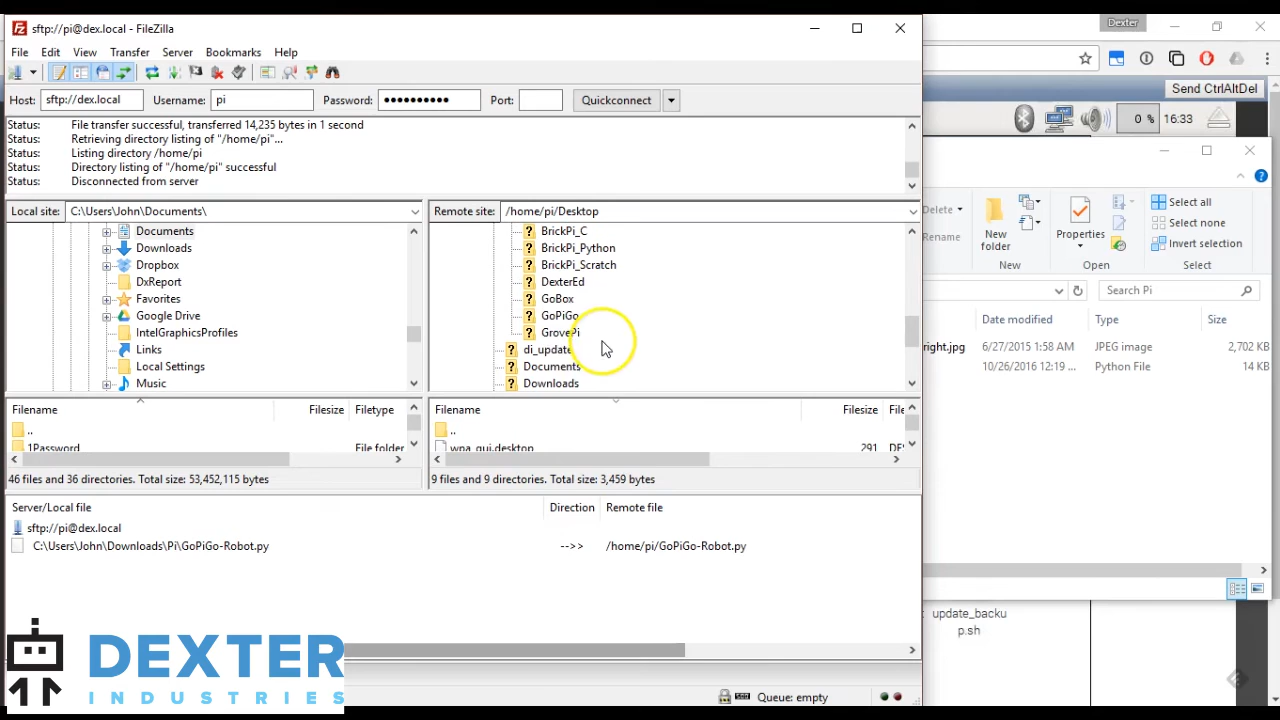 sftp://pi@dex.local - FileZilla
Dexter
File Edit View Transfer Server Bookmarks Help
Host: sftp://dex.local Username: pi Password: ●●●●●●●●●● Port: Quickconnect
Send CtrlAltDel
0 % 16:33
Status: File transfer successful, transferred 14,235 bytes in 1 second
Status: Retrieving directory listing of "/home/pi"...
Status: Listing directory /home/pi
Status: Directory listing of "/home/pi" successful
Status: Disconnected from server
Local site: C:\Users\John\Documents\
Documents
Downloads
Dropbox
DxReport
Favorites
Google Drive
IntelGraphicsProfiles
Links
Local Settings
Music
Remote site: /home/pi/Desktop
BrickPi_C
BrickPi_Python
BrickPi_Scratch
DexterEd
GoBox
GoPiGo
GrovePi
di_update
Documents
Downloads
Filename Filesize Filetype
..
1Password File folder
46 files and 36 directories. Total size: 53,452,115 bytes
Filename Filesize File
..
wpa_gui.desktop 291
9 files and 9 directories. Total size: 3,459 bytes
Server/Local file Direction Remote file
sftp://pi@dex.local
C:\Users\John\Downloads\Pi\GoPiGo-Robot.py -->> /home/pi/GoPiGo-Robot.py
Queue: empty
Delete
Rename
New folder
New
Properties
Open
Select all
Select none
Invert selection
Select
Search Pi
Date modified Type Size
right.jpg 6/27/2015 1:58 AM JPEG image 2,702 KB
10/26/2016 12:19 ... Python File 14 KB
update_backu
p.sh
DEXTER
INDUSTRIES